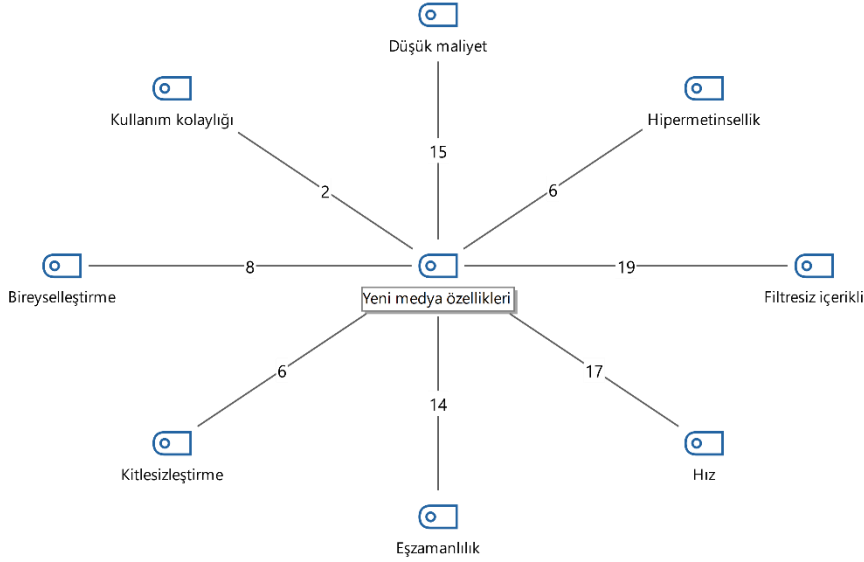 Düşük maliyet
Kullanım kolaylığı
Hipermetinsellik
15
2
6
8
19
Bireyselleştirme
Yeni medya özellikleri
Filtresiz içerikli
6
17
14
Kitlesizleştirme
Hız
Eşzamanlılık